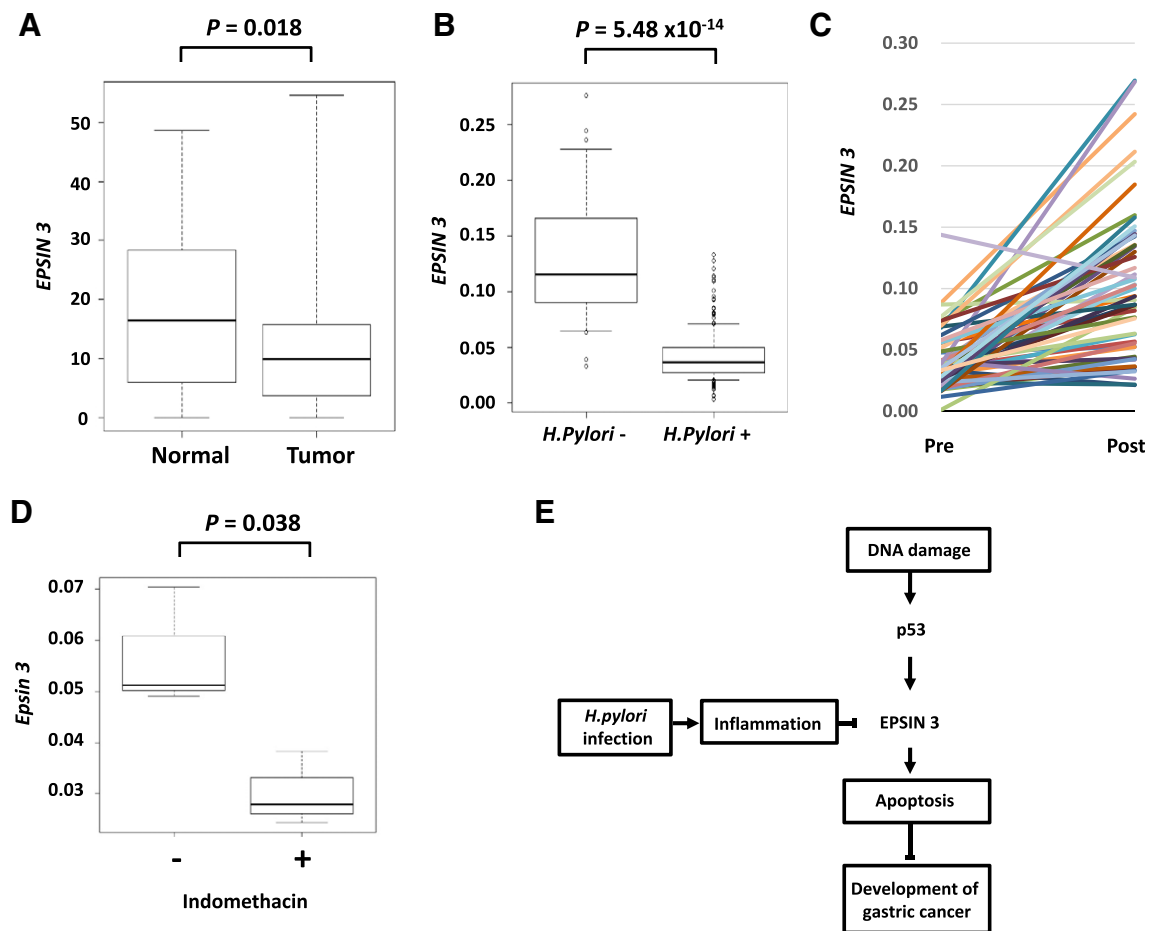 A
P = 0.018
EPSIN 3
50
40
30
20
10
0
Normal
Tumor
B
P = 5.48 x10⁻¹⁴
EPSIN 3
0.25
0.20
0.15
0.10
0.05
0.00
H.Pylori -
H.Pylori +
C
EPSIN 3
0.30
0.25
0.20
0.15
0.10
0.05
0.00
Pre
Post
D
P = 0.038
Epsin 3
0.07
0.06
0.05
0.04
0.03
-
+
Indomethacin
E
DNA damage
p53
H.pylori
infection
Inflammation
EPSIN 3
Apoptosis
Development of
gastric cancer